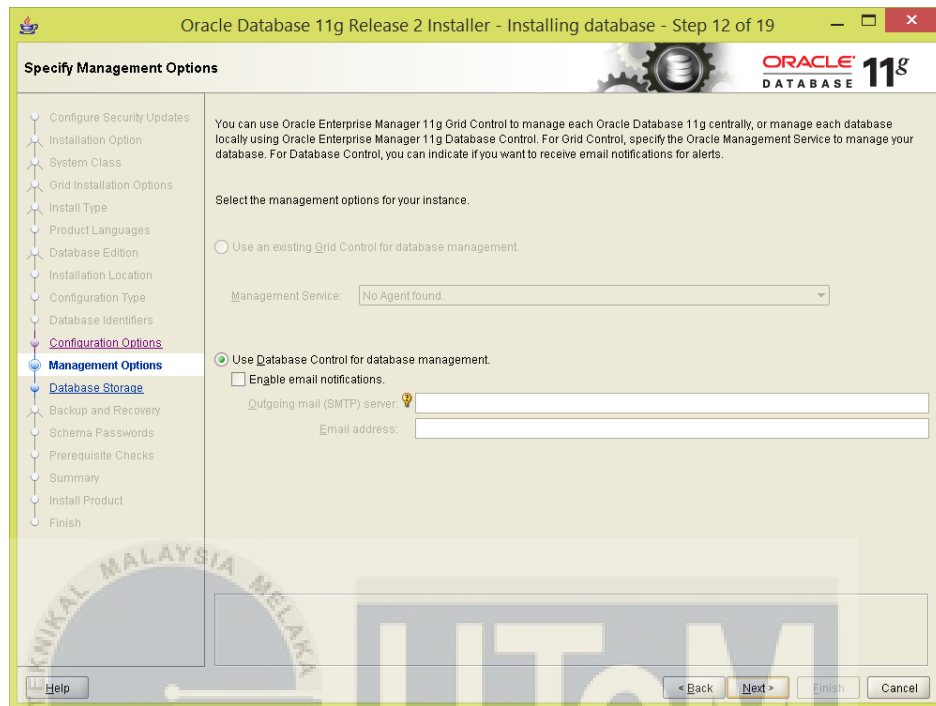 Oracle Database 11g Release 2 Installer - Installing database - Step 12 of 19
Specify Management Options
ORACLE
DATABASE
11g
Configure Security Updates
Installation Option
System Class
Grid Installation Options
Install Type
Product Languages
Database Edition
Installation Location
Configuration Type
Database Identifiers
Configuration Options
Management Options
Database Storage
Backup and Recovery
Schema Passwords
Prerequisite Checks
Summary
Install Product
Finish
You can use Oracle Enterprise Manager 11g Grid Control to manage each Oracle Database 11g centrally, or manage each database
locally using Oracle Enterprise Manager 11g Database Control. For Grid Control, specify the Oracle Management Service to manage your
database. For Database Control, you can indicate if you want to receive email notifications for alerts.
Select the management options for your instance.
Use an existing Grid Control for database management.
Management Service: No Agent found.
Use Database Control for database management.
Enable email notifications.
Outgoing mail (SMTP) server:
Email address:
TEKNIKAL MALAYSIA MELAKA
UTeM
Help
< Back
Next >
Finish
Cancel